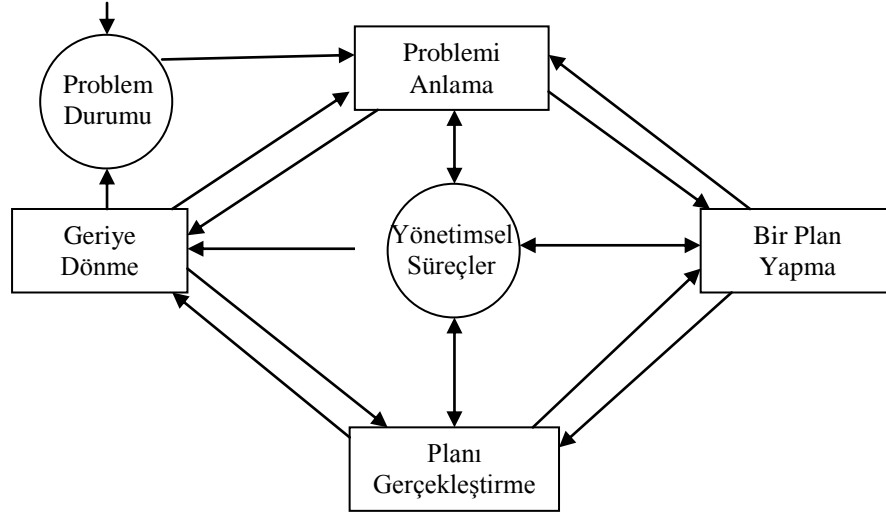 Problem
Durumu
Problemi
Anlama
Geriye
Dönme
Yönetimsel
Süreçler
Bir Plan
Yapma
Planı
Gerçekleştirme